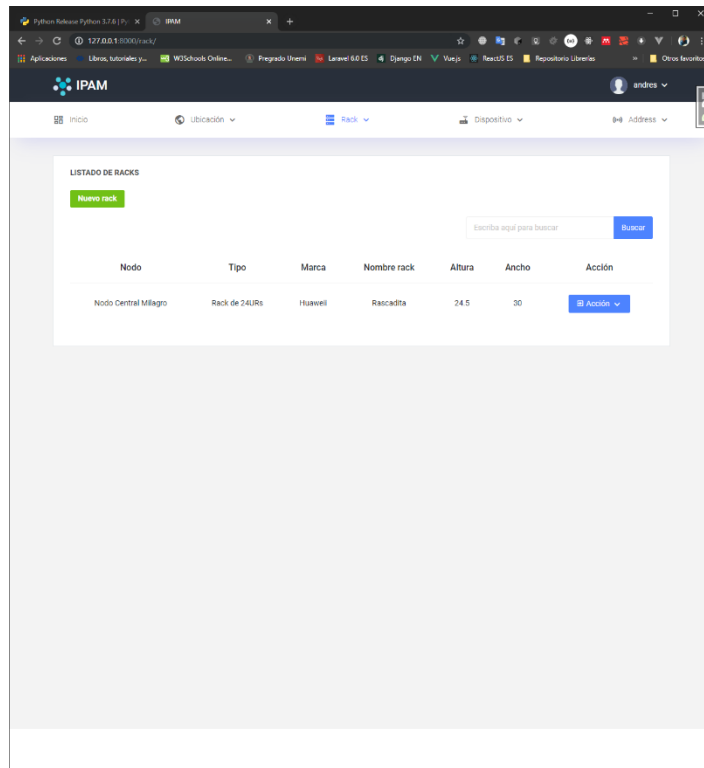 Python Release Python 3.7.6 | Py
IPAM
127.0.0.1:8000/rack/
Aplicaciones Libros, tutoriales y... W3Schools Online... Pregrado Unemi Laravel 6.0 ES Django EN Vue.js ReactJS ES Repositorio Librerías » Otros favoritos
IPAM andres
Inicio Ubicación Rack Dispositivo Address
LISTADO DE RACKS
Nuevo rack
Escriba aquí para buscar Buscar
Nodo Tipo Marca Nombre rack Altura Ancho Acción
Nodo Central Milagro Rack de 24URs Huaweii Rascadita 24.5 30 Acción